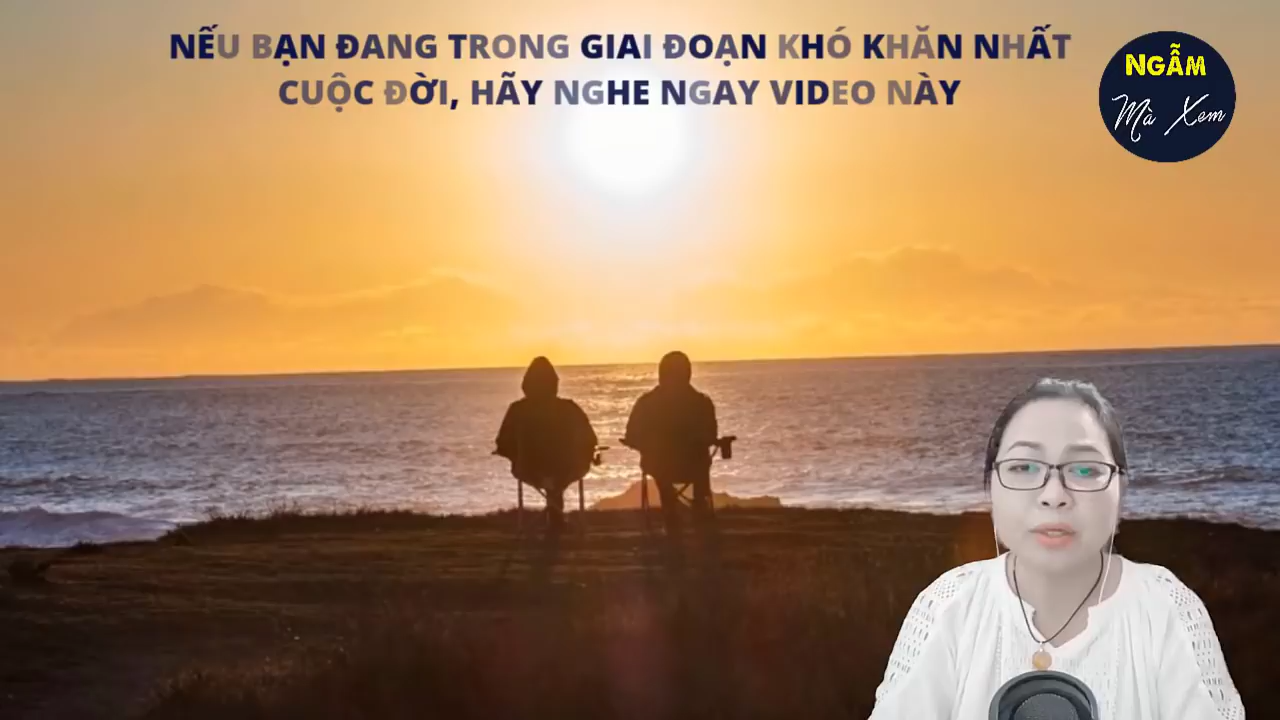 NẾU BẠN ĐANG TRONG GIAI ĐOẠN KHÓ KHĂN NHẤT
CUỘC ĐỜI, HÃY NGHE NGAY VIDEO NÀY
NGẪM
Mà Xem